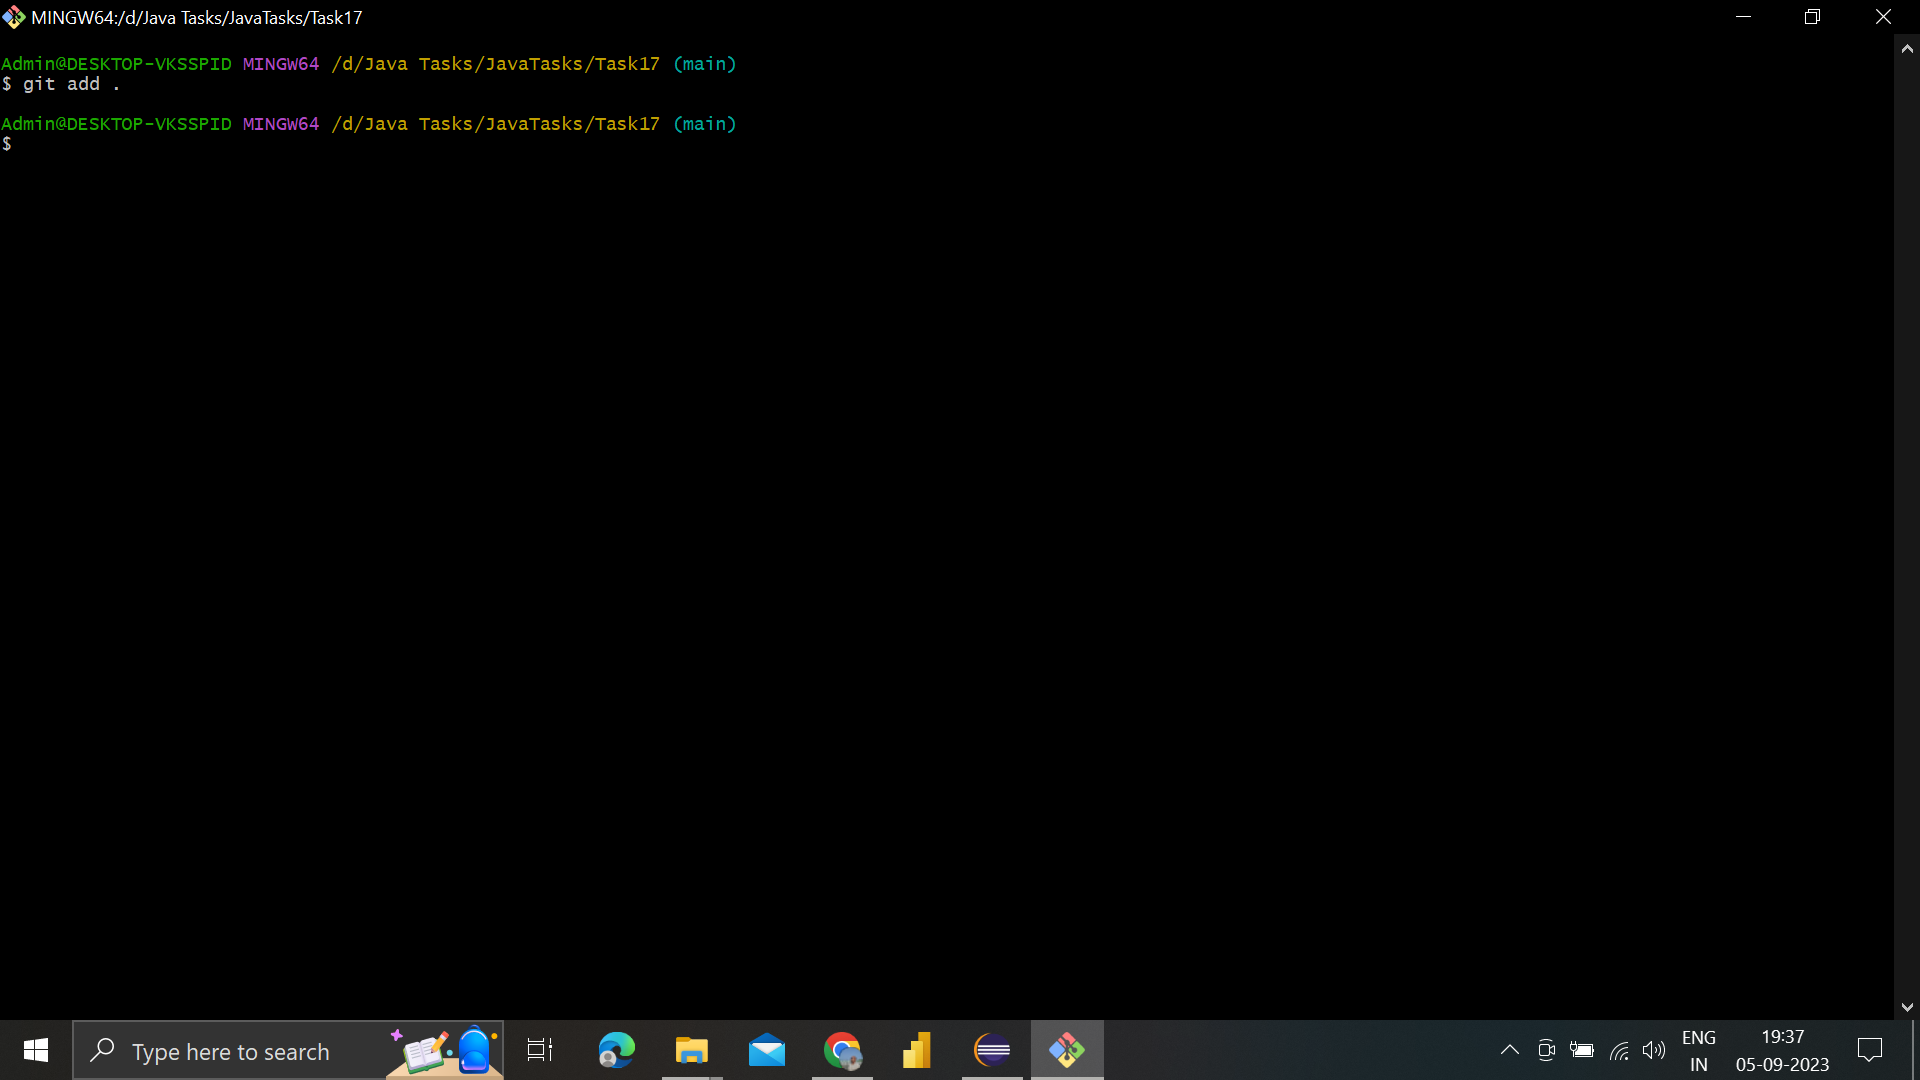 MINGW64:/d/Java Tasks/JavaTasks/Task17
Admin@DESKTOP-VKSSPID MINGW64 /d/Java Tasks/JavaTasks/Task17 (main)
$ git add .
Admin@DESKTOP-VKSSPID MINGW64 /d/Java Tasks/JavaTasks/Task17 (main)
$
Type here to search
ENG
IN
19:37
05-09-2023